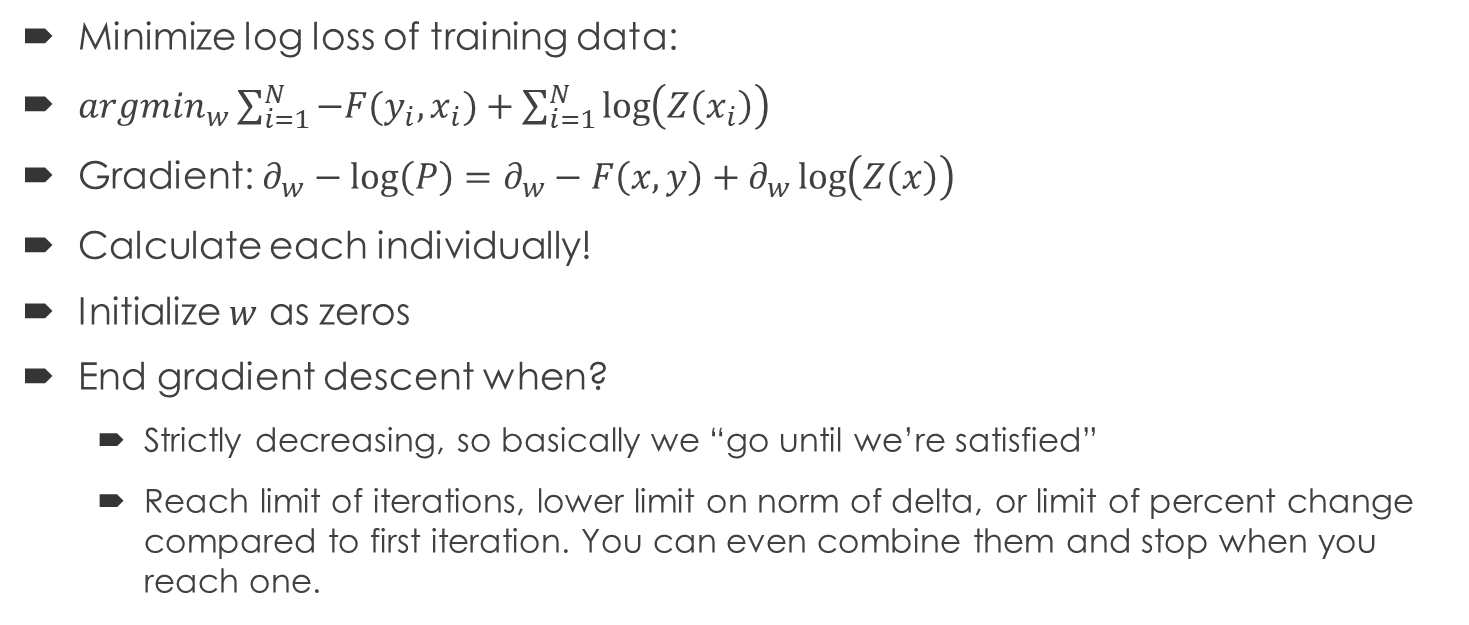 Minimize log loss of training data:
argmin_w ∑_{i=1}^{N} −F(y_i, x_i) + ∑_{i=1}^{N} log(Z(x_i))
Gradient: ∂_w − log(P) = ∂_w − F(x, y) + ∂_w log(Z(x))
Calculate each individually!
Initialize w as zeros
End gradient descent when?
Strictly decreasing, so basically we “go until we’re satisfied”
Reach limit of iterations, lower limit on norm of delta, or limit of percent change
compared to first iteration. You can even combine them and stop when you
reach one.